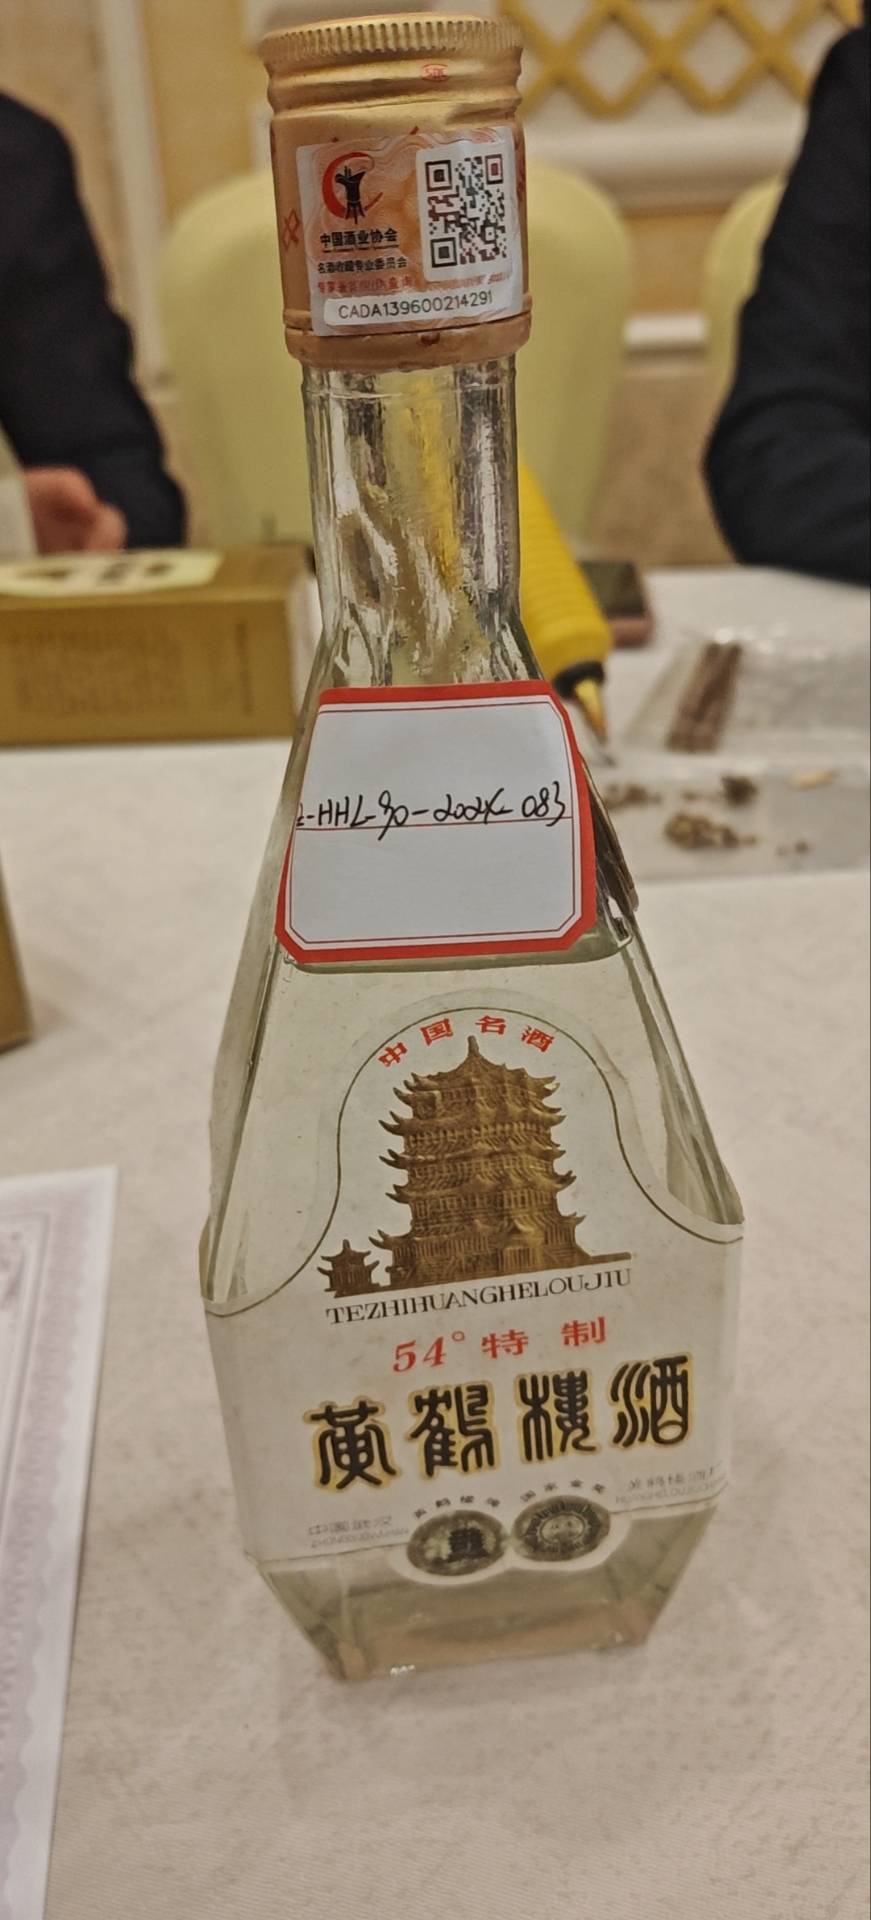 中国酒业协会
名酒收藏专业委员会
CADA139600214291
-HHL-90-2024-083
中国名酒
TEZHIHUANGHELOUJIU
54°特制
黄鹤楼酒